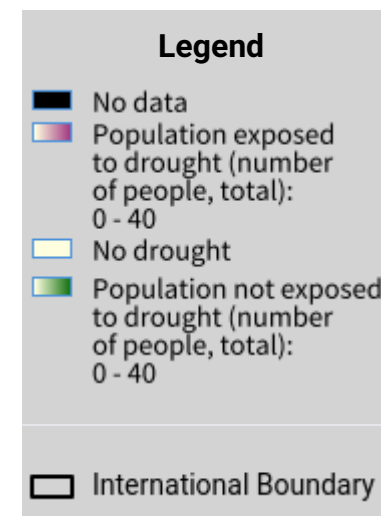 Legend
No data
Population exposed
to drought (number
of people, total):
0 - 40
No drought
Population not exposed
to drought (number
of people, total):
0 - 40
International Boundary